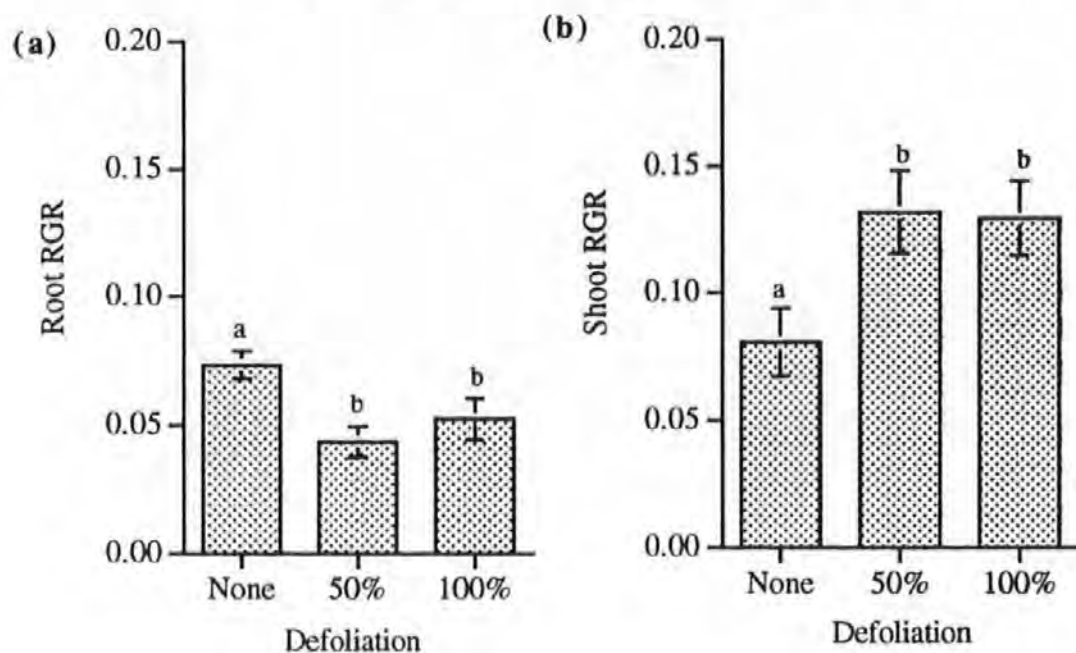 (a)
Root RGR
0.20
0.15
0.10
0.05
0.00
a
b
b
None 50% 100%
Defoliation
(b)
Shoot RGR
0.20
0.15
0.10
0.05
0.00
a
b
b
None 50% 100%
Defoliation